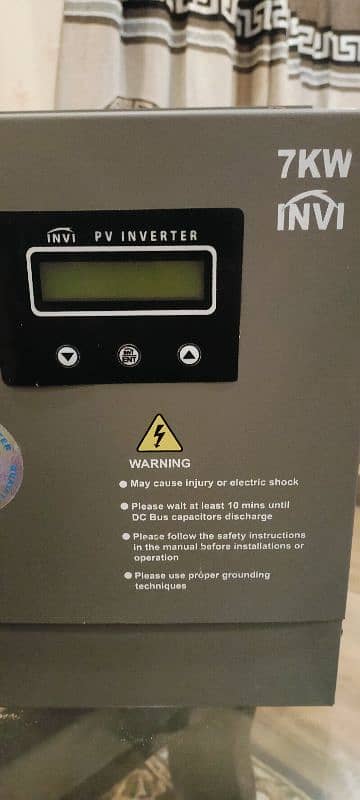 7KW
INVI
INVI PV INVERTER
ENT
WARNING
May cause injury or electric shock
Please wait at least 10 mins until
DC Bus capacitors discharge
Please follow the safety instructions
in the manual before installations or
operation
Please use proper grounding
techniques